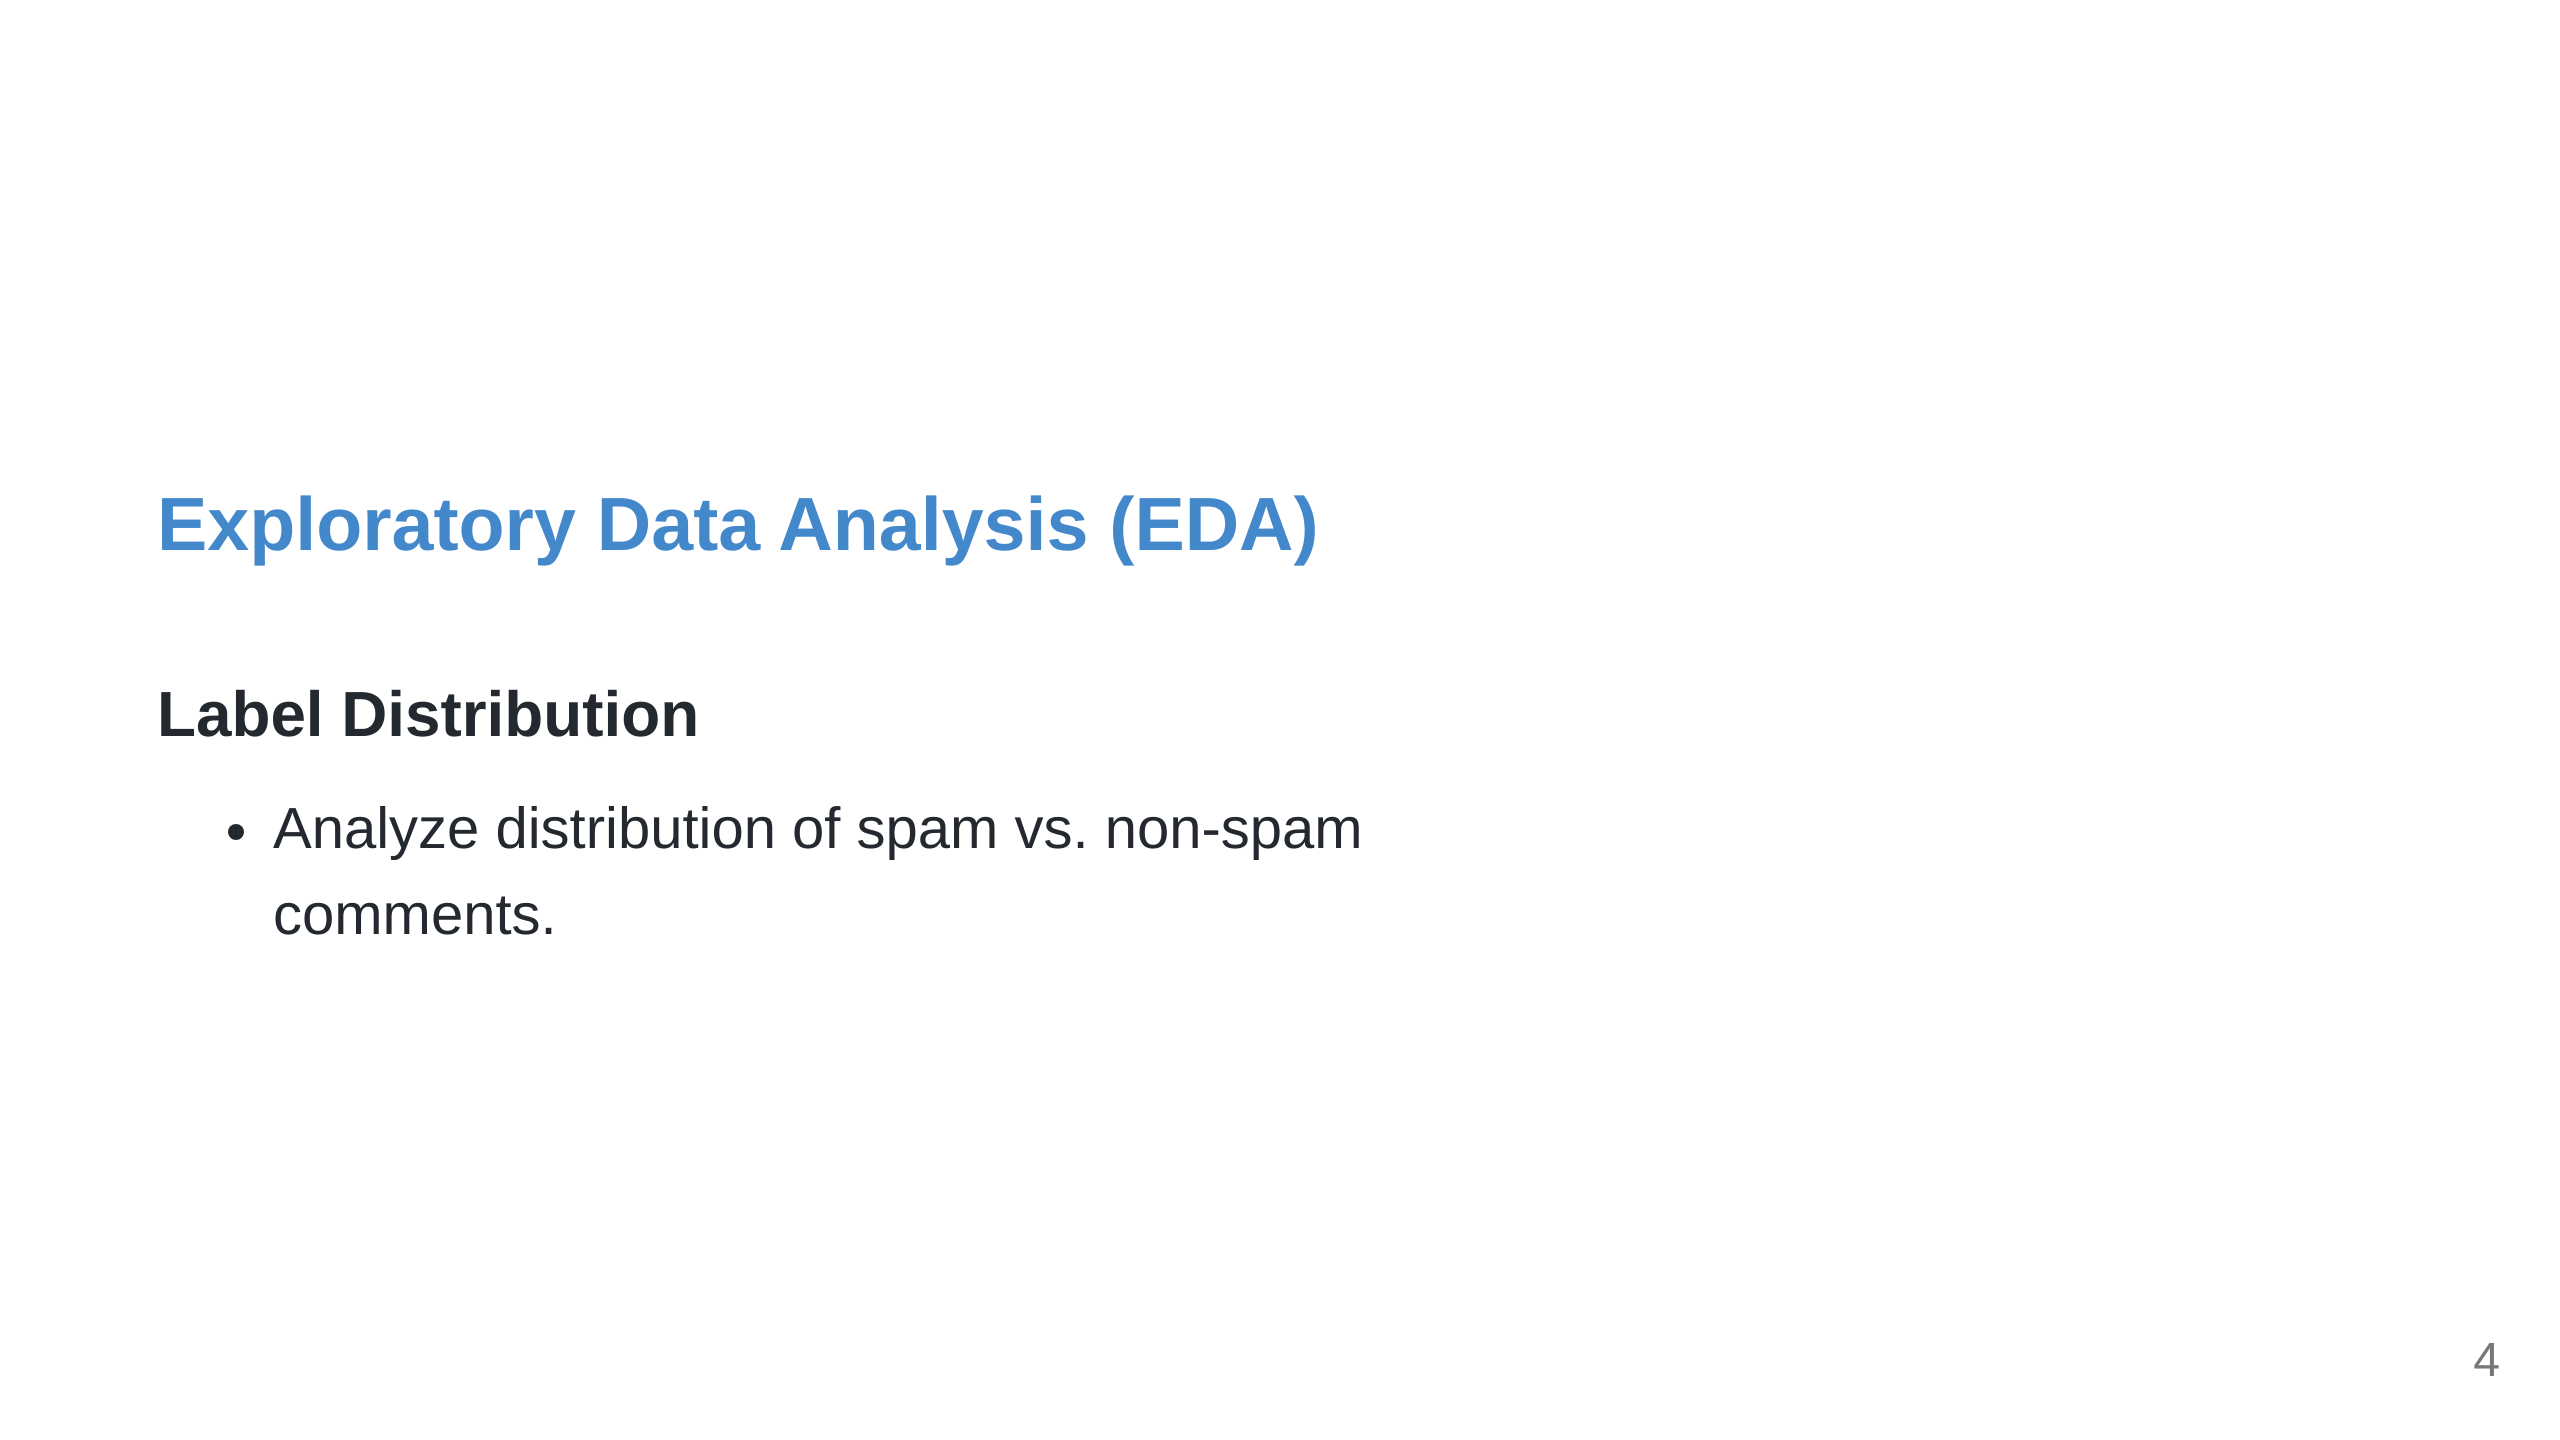 Exploratory Data Analysis (EDA)
Label Distribution
• Analyze distribution of spam vs. non-spam
comments.
4